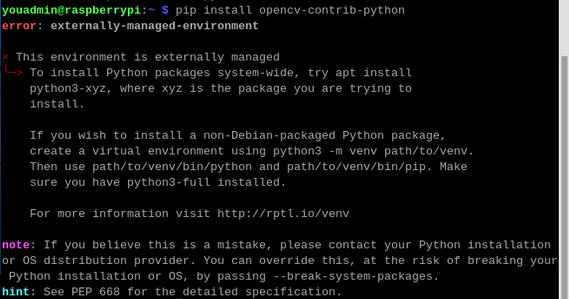 youadmin@raspberrypi:~ $ pip install opencv-contrib-python
error: externally-managed-environment
× This environment is externally managed
╰─> To install Python packages system-wide, try apt install
python3-xyz, where xyz is the package you are trying to
install.
If you wish to install a non-Debian-packaged Python package,
create a virtual environment using python3 -m venv path/to/venv.
Then use path/to/venv/bin/python and path/to/venv/bin/pip. Make
sure you have python3-full installed.
For more information visit http://rptl.io/venv
note: If you believe this is a mistake, please contact your Python installation
or OS distribution provider. You can override this, at the risk of breaking your
Python installation or OS, by passing --break-system-packages.
hint: See PEP 668 for the detailed specification.